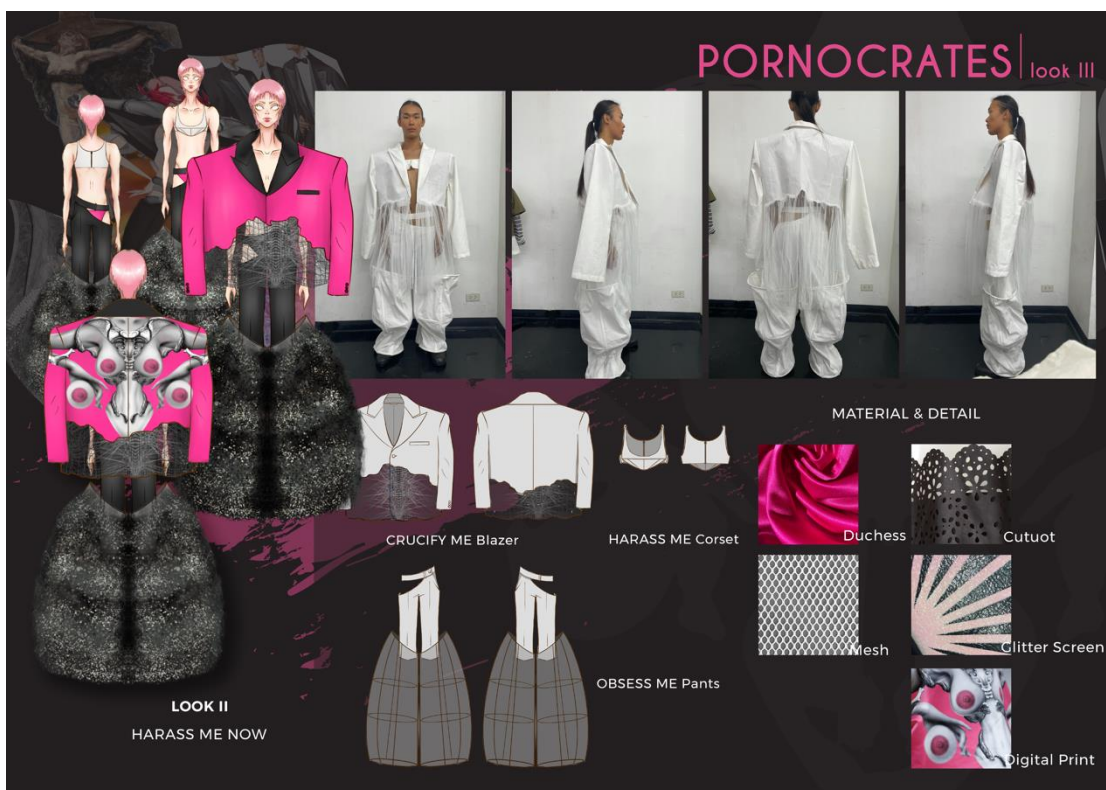 PORNOCRATES look III
MATERIAL & DETAIL
CRUCIFY ME Blazer
HARASS ME Corset
Duchess
Cutuot
Mesh
Glitter Screen
OBSESS ME Pants
LOOK II
HARASS ME NOW
Digital Print